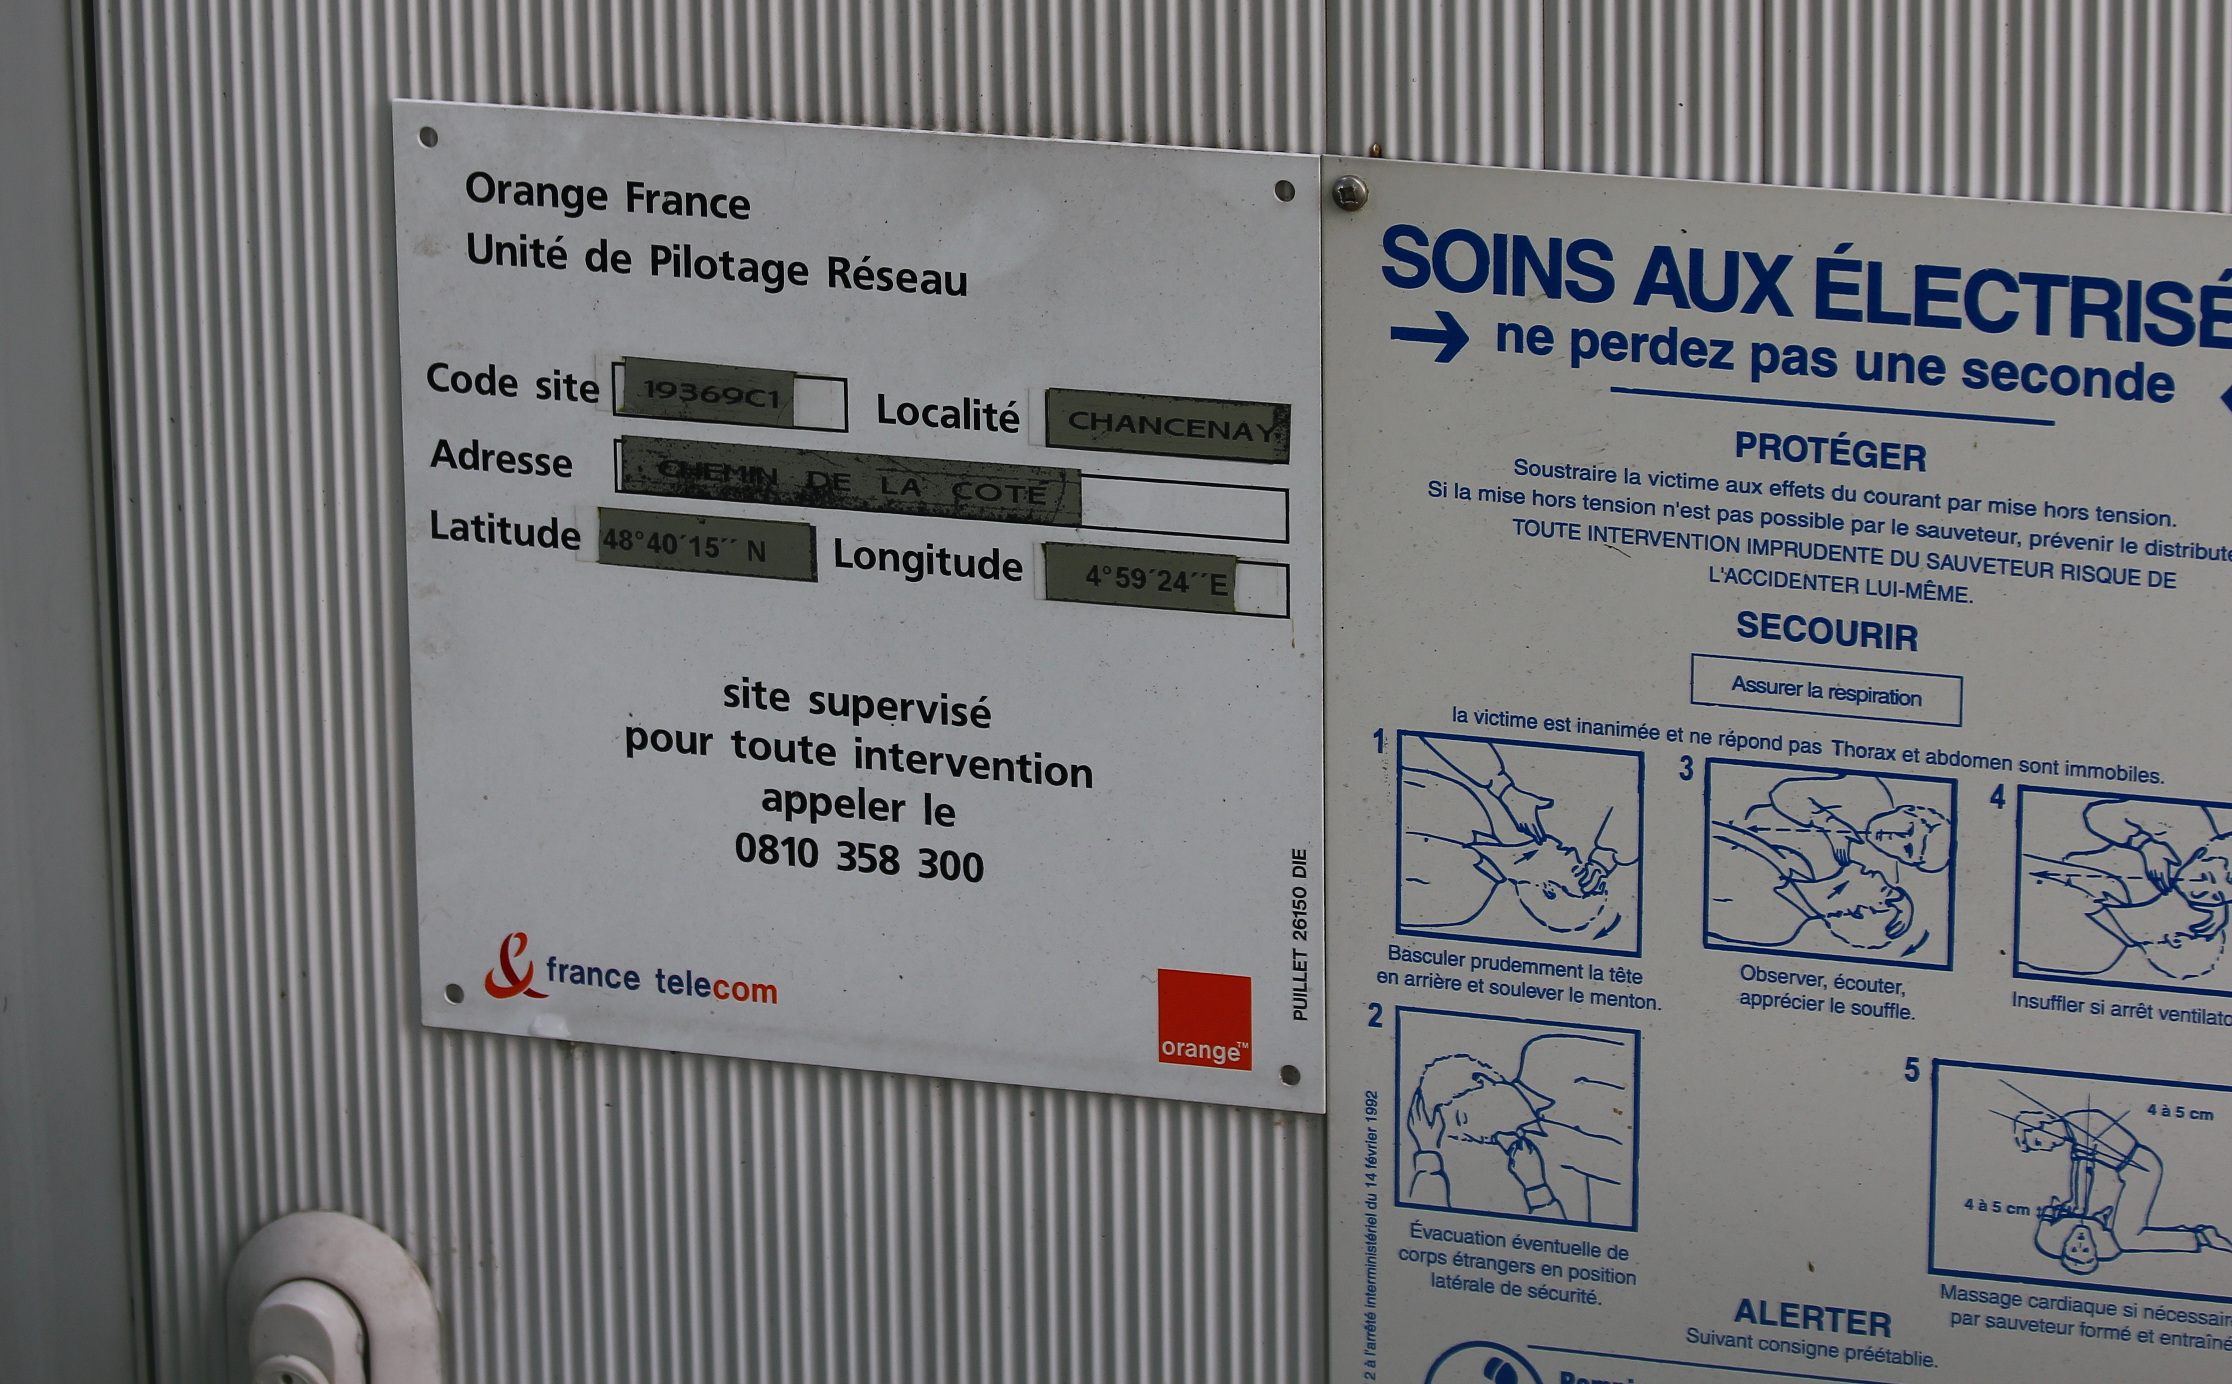 Orange France
Unité de Pilotage Réseau
Code site 19369C1 Localité CHANCENAY
Adresse CHEMIN DE LA COTE
Latitude 48°40´15´´ N Longitude 4°59´24´´E
site supervisé
pour toute intervention
appeler le
0810 358 300
france telecom
orange™
PUILLET 26150 DIE
SOINS AUX ÉLECTRISÉ
→ ne perdez pas une seconde
PROTÉGER
Soustraire la victime aux effets du courant par mise hors tension.
Si la mise hors tension n'est pas possible par le sauveteur, prévenir le distribute
TOUTE INTERVENTION IMPRUDENTE DU SAUVETEUR RISQUE DE
L'ACCIDENTER LUI-MÊME.
SECOURIR
Assurer la respiration
la victime est inanimée et ne répond pas Thorax et abdomen sont immobiles.
1
3
4
Basculer prudemment la tête
en arrière et soulever le menton.
Observer, écouter,
apprécier le souffle.
Insuffler si arrêt ventilato
2
5
4 à 5 cm
4 à 5 cm
Évacuation éventuelle de
corps étrangers en position
latérale de sécurité.
Massage cardiaque si nécessair
par sauveteur formé et entraîné
ALERTER
Suivant consigne préétablie.
2 à l'arrêté interministériel du 14 février 1992